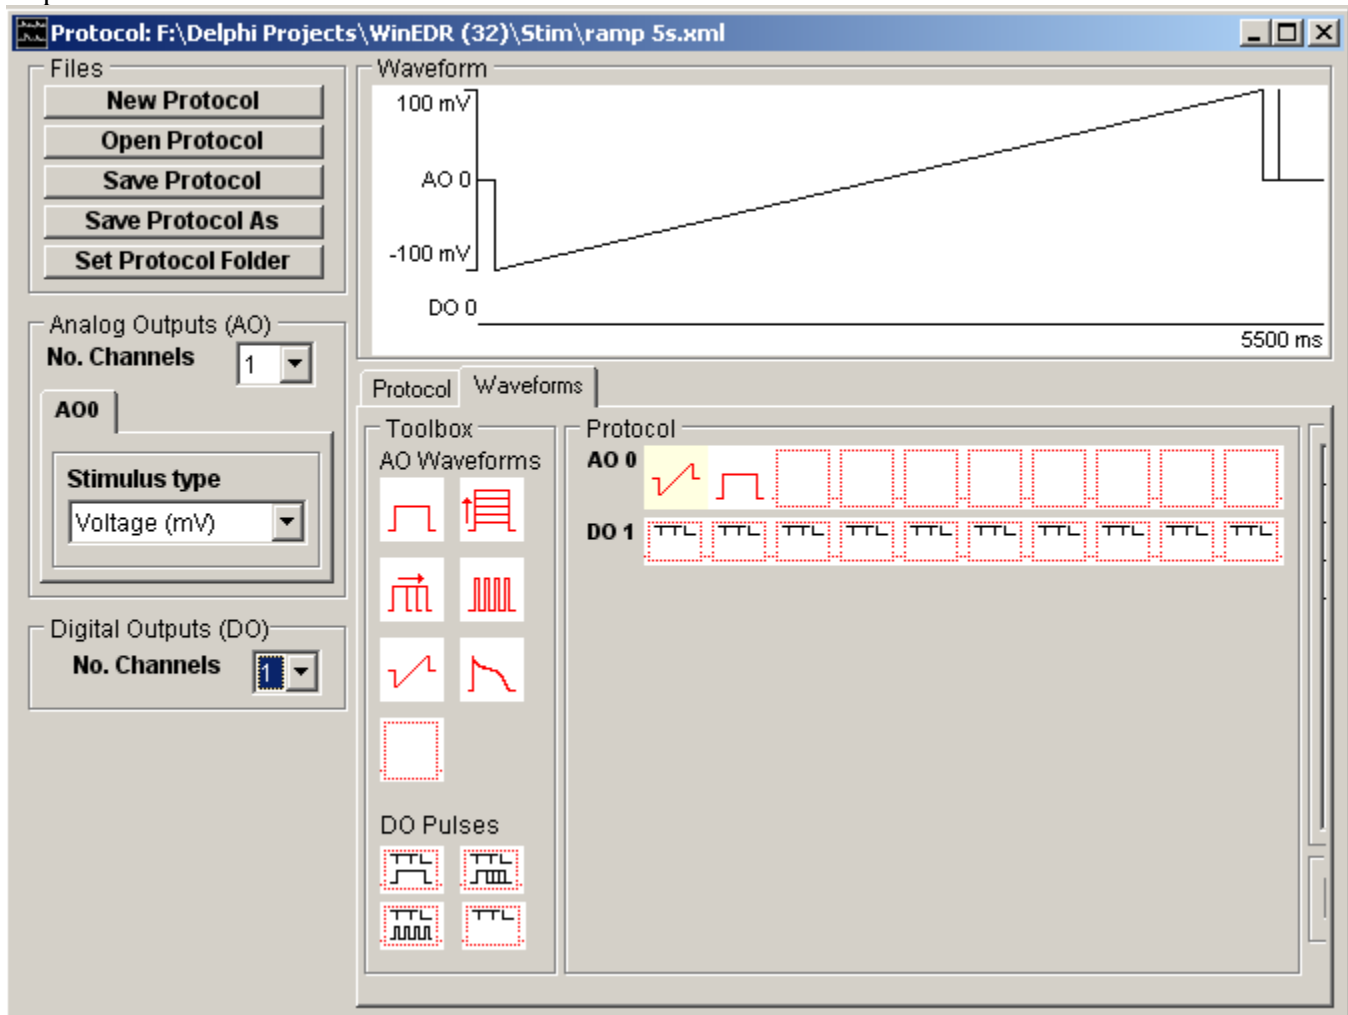 Protocol: F:\Delphi Projects\WinEDR (32)\Stim\ramp 5s.xml
Files
New Protocol
Open Protocol
Save Protocol
Save Protocol As
Set Protocol Folder
Analog Outputs (AO)
No. Channels
1
AO0
Stimulus type
Voltage (mV)
Digital Outputs (DO)
No. Channels
1
Waveform
100 mV
AO 0
-100 mV
DO 0
5500 ms
Protocol
Waveforms
Toolbox
AO Waveforms
DO Pulses
TTL TTL
TTL TTL
Protocol
AO 0
DO 1 TTL TTL TTL TTL TTL TTL TTL TTL TTL TTL